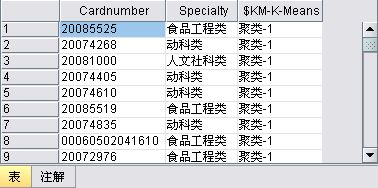 Cardnumber Specialty $KM-K-Means
1 20085525 食品工程类 聚类-1
2 20074268 动科类 聚类-1
3 20081000 人文社科类 聚类-1
4 20074405 动科类 聚类-1
5 20074610 动科类 聚类-1
6 20085519 食品工程类 聚类-1
7 20074835 动科类 聚类-1
8 00060502041610 食品工程类 聚类-1
9 20072976 食品工程类 聚类-1
表 注解